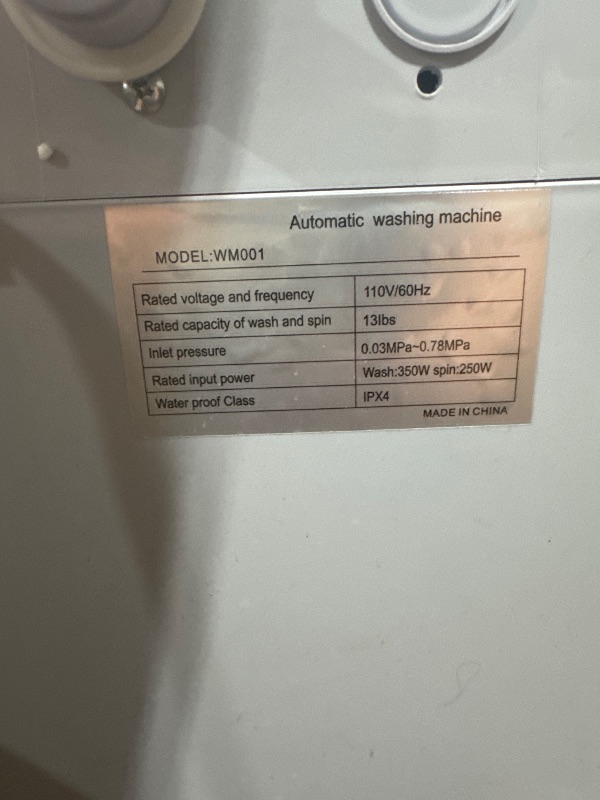 Automatic washing machine
MODEL:WM001
Rated voltage and frequency 110V/60Hz
Rated capacity of wash and spin 13lbs
Inlet pressure 0.03MPa~0.78MPa
Rated input power Wash:350W spin:250W
Water proof Class IPX4
MADE IN CHINA